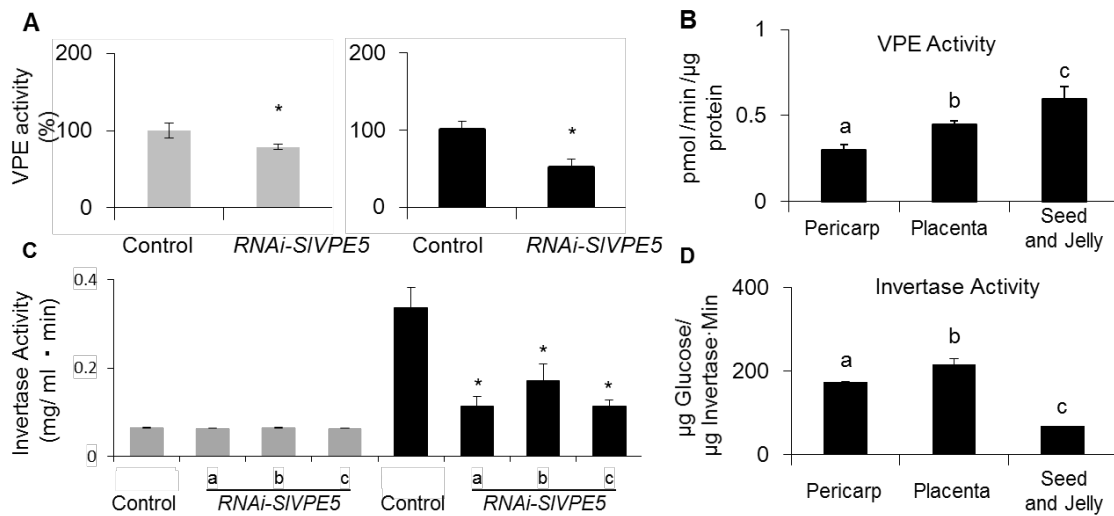 A
VPE activity
(%)
200
100
0
*
Control
RNAi-SlVPE5
200
100
0
*
Control
RNAi-SlVPE5
B
VPE Activity
pmol /min /µg
protein
1
0.5
0
a
b
c
Pericarp
Placenta
Seed
and Jelly
C
Invertase Activity
(mg/ ml・min)
0.4
0.2
0
*
*
*
Control
a
b
c
RNAi-SlVPE5
Control
a
b
c
RNAi-SlVPE5
D
Invertase Activity
µg Glucose/
µg Invertase·Min
400
200
0
a
b
c
Pericarp
Placenta
Seed
and Jelly